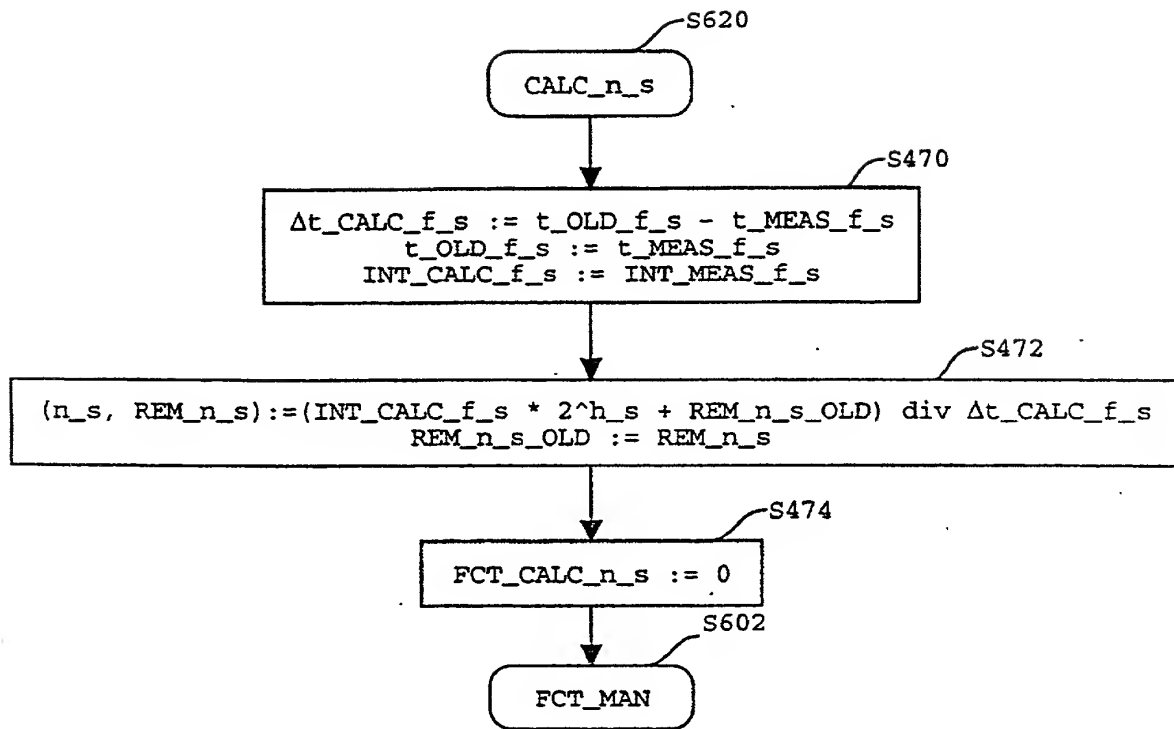 S620
CALC_n_s
S470
Δt_CALC_f_s := t_OLD_f_s - t_MEAS_f_s
t_OLD_f_s := t_MEAS_f_s
INT_CALC_f_s := INT_MEAS_f_s
S472
(n_s, REM_n_s):=(INT_CALC_f_s * 2^h_s + REM_n_s_OLD) div Δt_CALC_f_s
REM_n_s_OLD := REM_n_s
S474
FCT_CALC_n_s := 0
S602
FCT_MAN